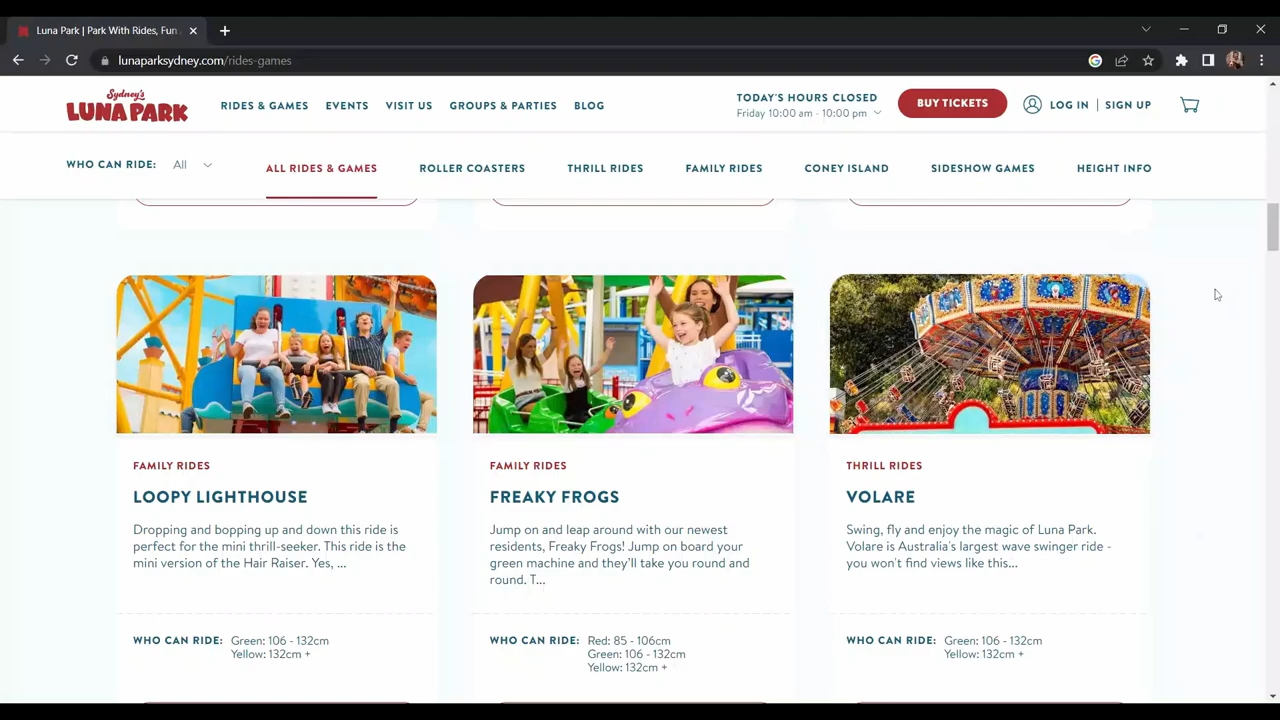 Luna Park | Park With Rides, Fun
lunaparksydney.com/rides-games
Sydney's
LUNA PARK
RIDES & GAMES
EVENTS
VISIT US
GROUPS & PARTIES
BLOG
TODAY'S HOURS CLOSED
Friday 10:00 am - 10:00 pm
BUY TICKETS
LOG IN | SIGN UP
WHO CAN RIDE: All
ALL RIDES & GAMES
ROLLER COASTERS
THRILL RIDES
FAMILY RIDES
CONEY ISLAND
SIDESHOW GAMES
HEIGHT INFO
FAMILY RIDES
LOOPY LIGHTHOUSE
Dropping and bopping up and down this ride is
perfect for the mini thrill-seeker. This ride is the
mini version of the Hair Raiser. Yes, ...
WHO CAN RIDE: Green: 106 - 132cm
Yellow: 132cm +
FAMILY RIDES
FREAKY FROGS
Jump on and leap around with our newest
residents, Freaky Frogs! Jump on board your
green machine and they'll take you round and
round. T...
WHO CAN RIDE: Red: 85 - 106cm
Green: 106 - 132cm
Yellow: 132cm +
THRILL RIDES
VOLARE
Swing, fly and enjoy the magic of Luna Park.
Volare is Australia's largest wave swinger ride -
you won't find views like this...
WHO CAN RIDE: Green: 106 - 132cm
Yellow: 132cm +